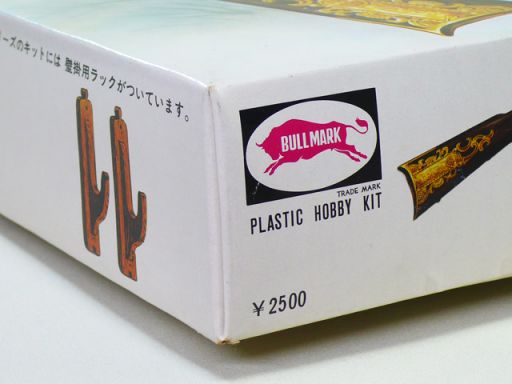 ーズのキットには 壁掛用ラックがついています。
BULLMARK
TRADE MARK
PLASTIC HOBBY KIT
¥2500